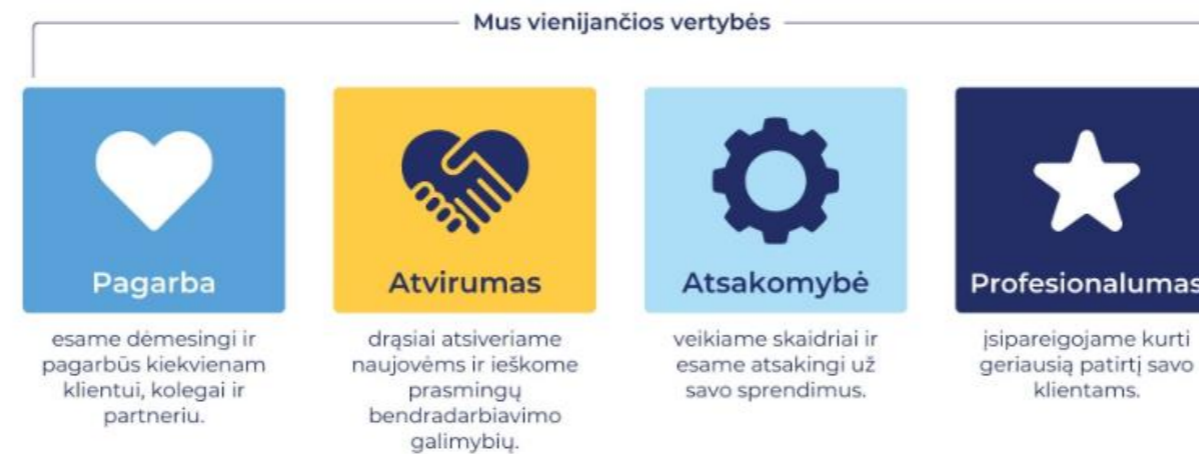 Mus vienijančios vertybės
Pagarba
esame dėmesingi ir
pagarbūs kiekvienam
klientui, kolegai ir
partneriu.
Atvirumas
drąsiai atsiveriame
naujovėms ir ieškome
prasmingų
bendradarbiavimo
galimybių.
Atsakomybė
veikiame skaidriai ir
esame atsakingi už
savo sprendimus.
Profesionalumas
įsipareigojame kurti
geriausią patirtį savo
klientams.